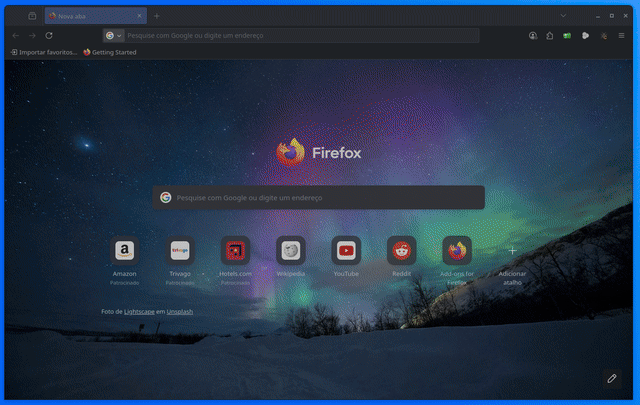 Nova aba
Pesquise com Google ou digite um endereço
Importar favoritos...
Getting Started
Firefox
Pesquise com Google ou digite um endereço
Amazon
Patrocinado
Trivago
Patrocinado
Hotels.com
Patrocinado
Wikipedia
YouTube
Reddit
Add-ons for
Firefox
Adicionar
atalho
Foto de Lightscape em Unsplash